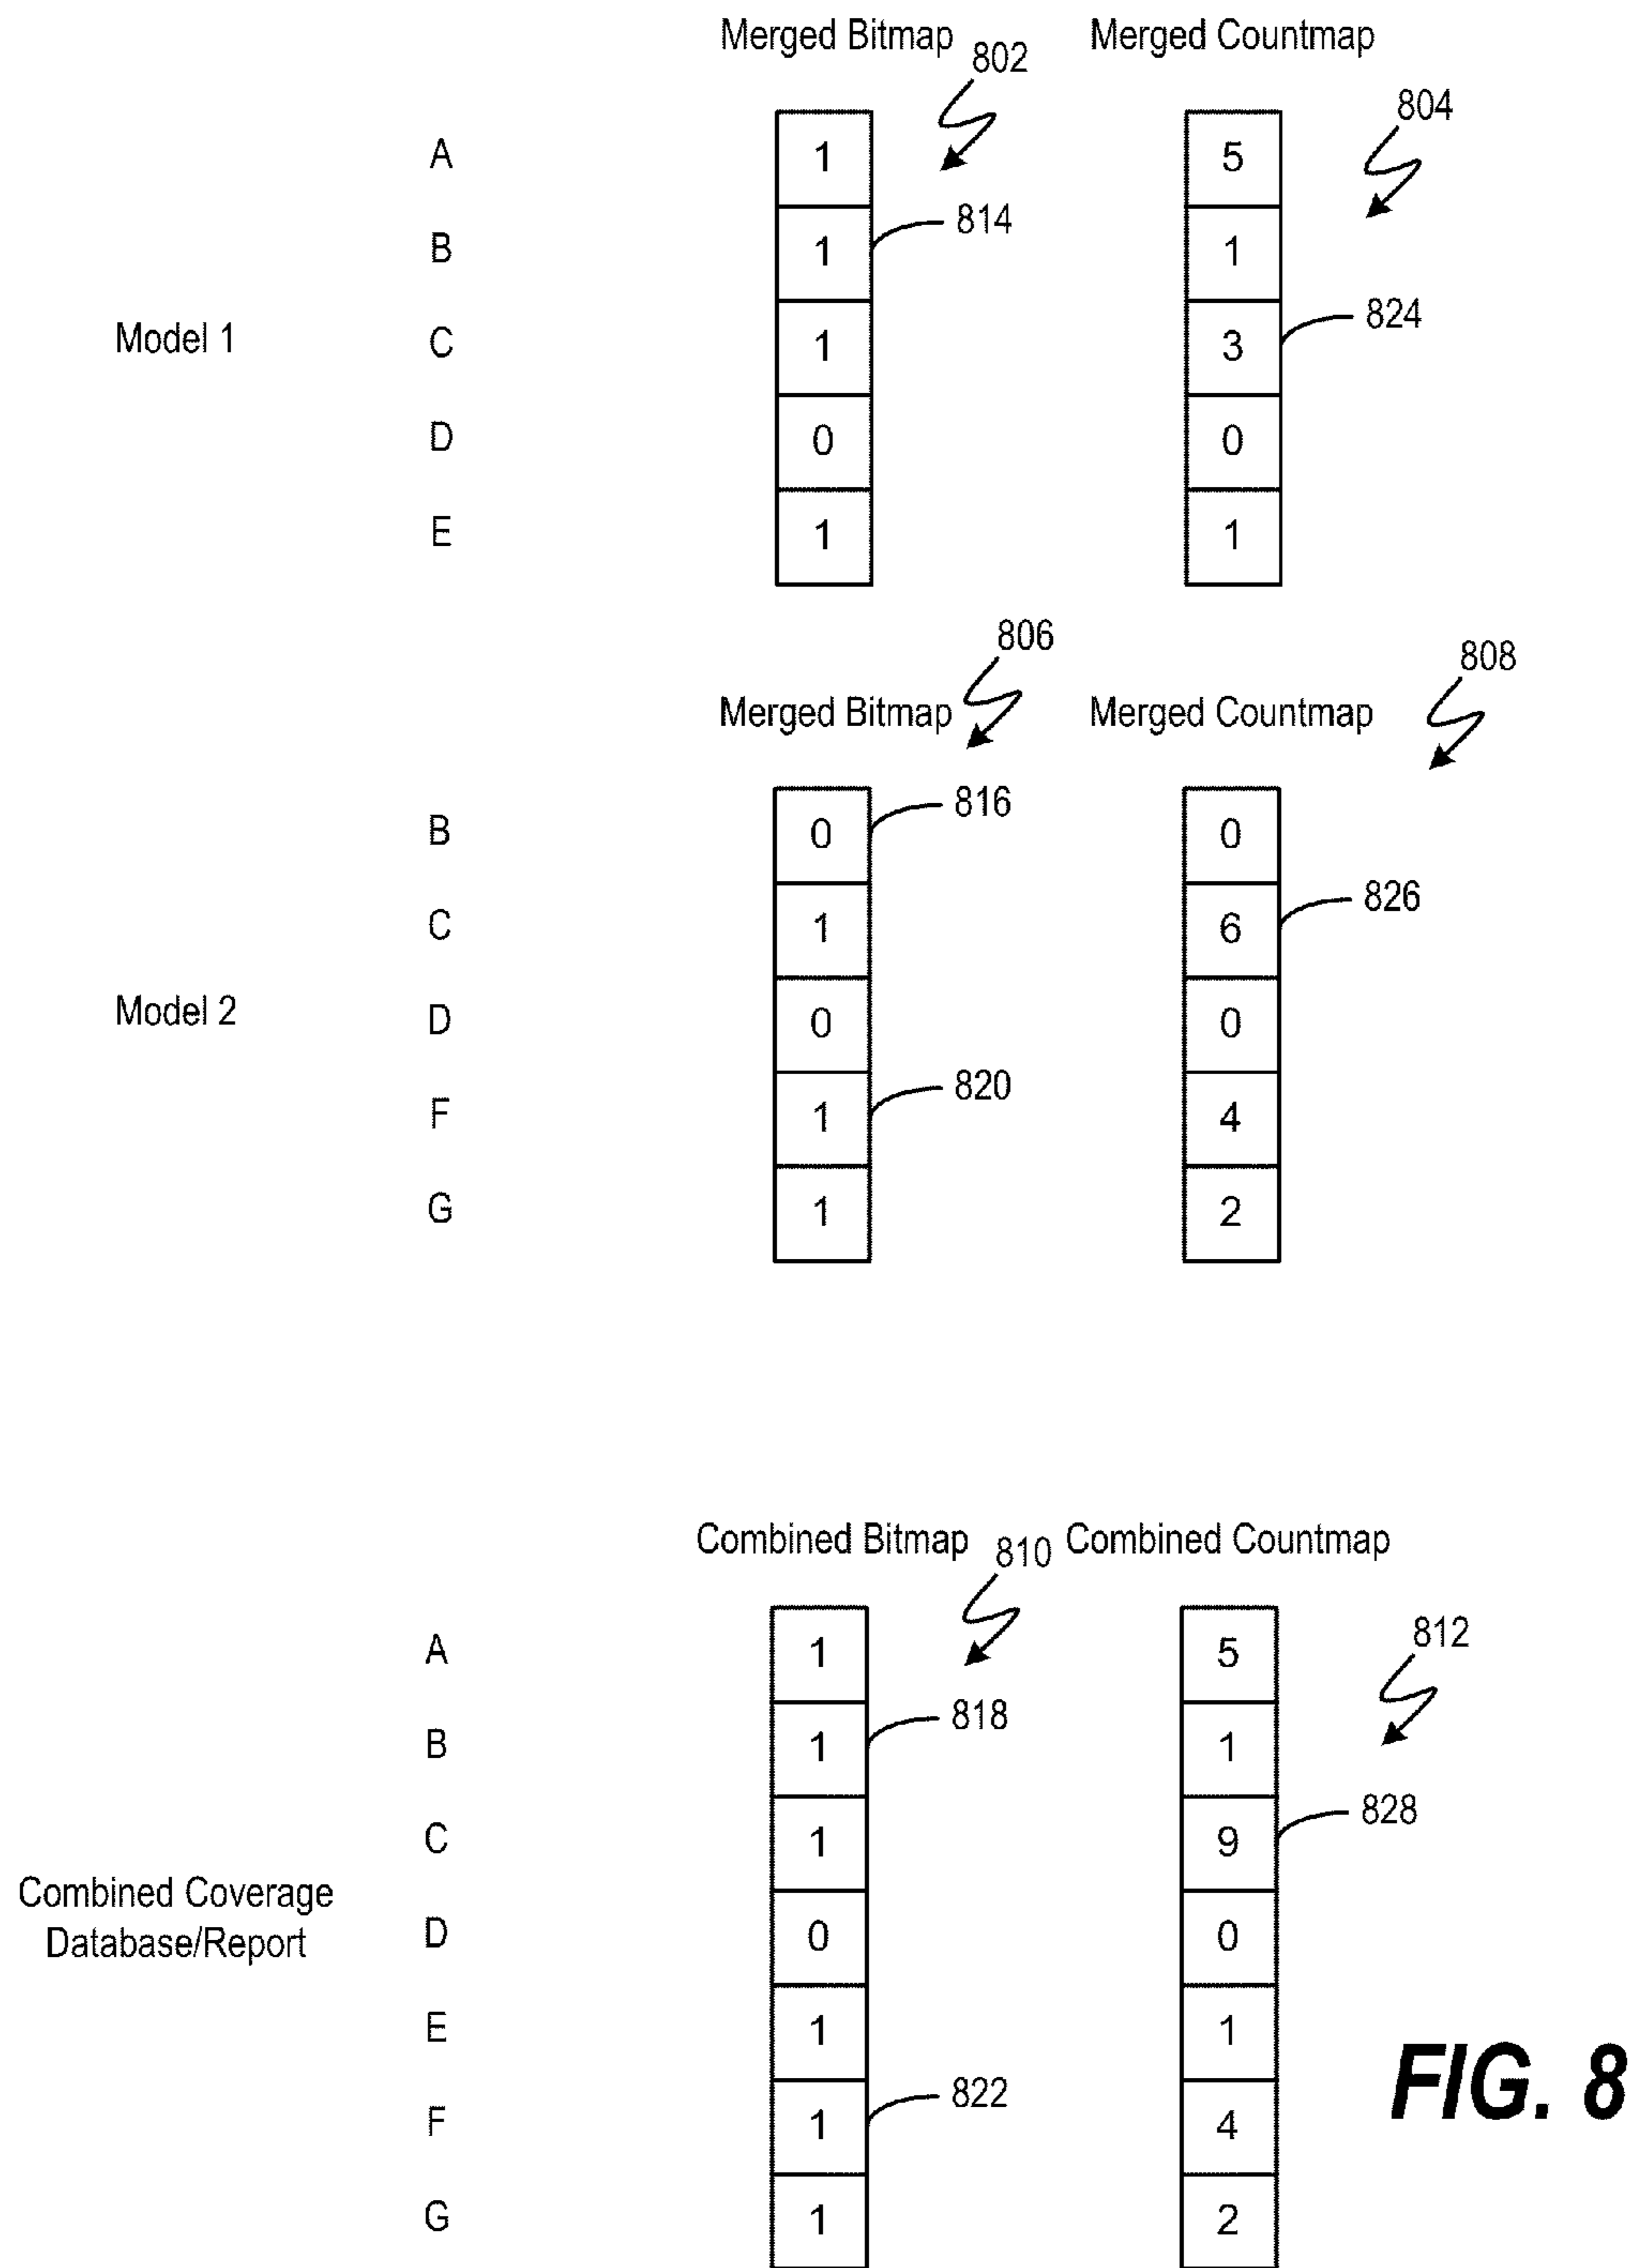 Merged Bitmap 802 Merged Countmap
804
A 1 5
814
B 1 1
824
Model 1 C 1 3
D 0 0
E 1 1
806
808
Merged Bitmap Merged Countmap
816
B 0 0
826
C 1 6
Model 2 D 0 0
820
F 1 4
G 1 2
Combined Bitmap 810 Combined Countmap
812
A 1 5
818
B 1 1
828
C 1 9
Combined Coverage
Database/Report D 0 0
E 1 1
822
F 1 4
G 1 2
FIG. 8